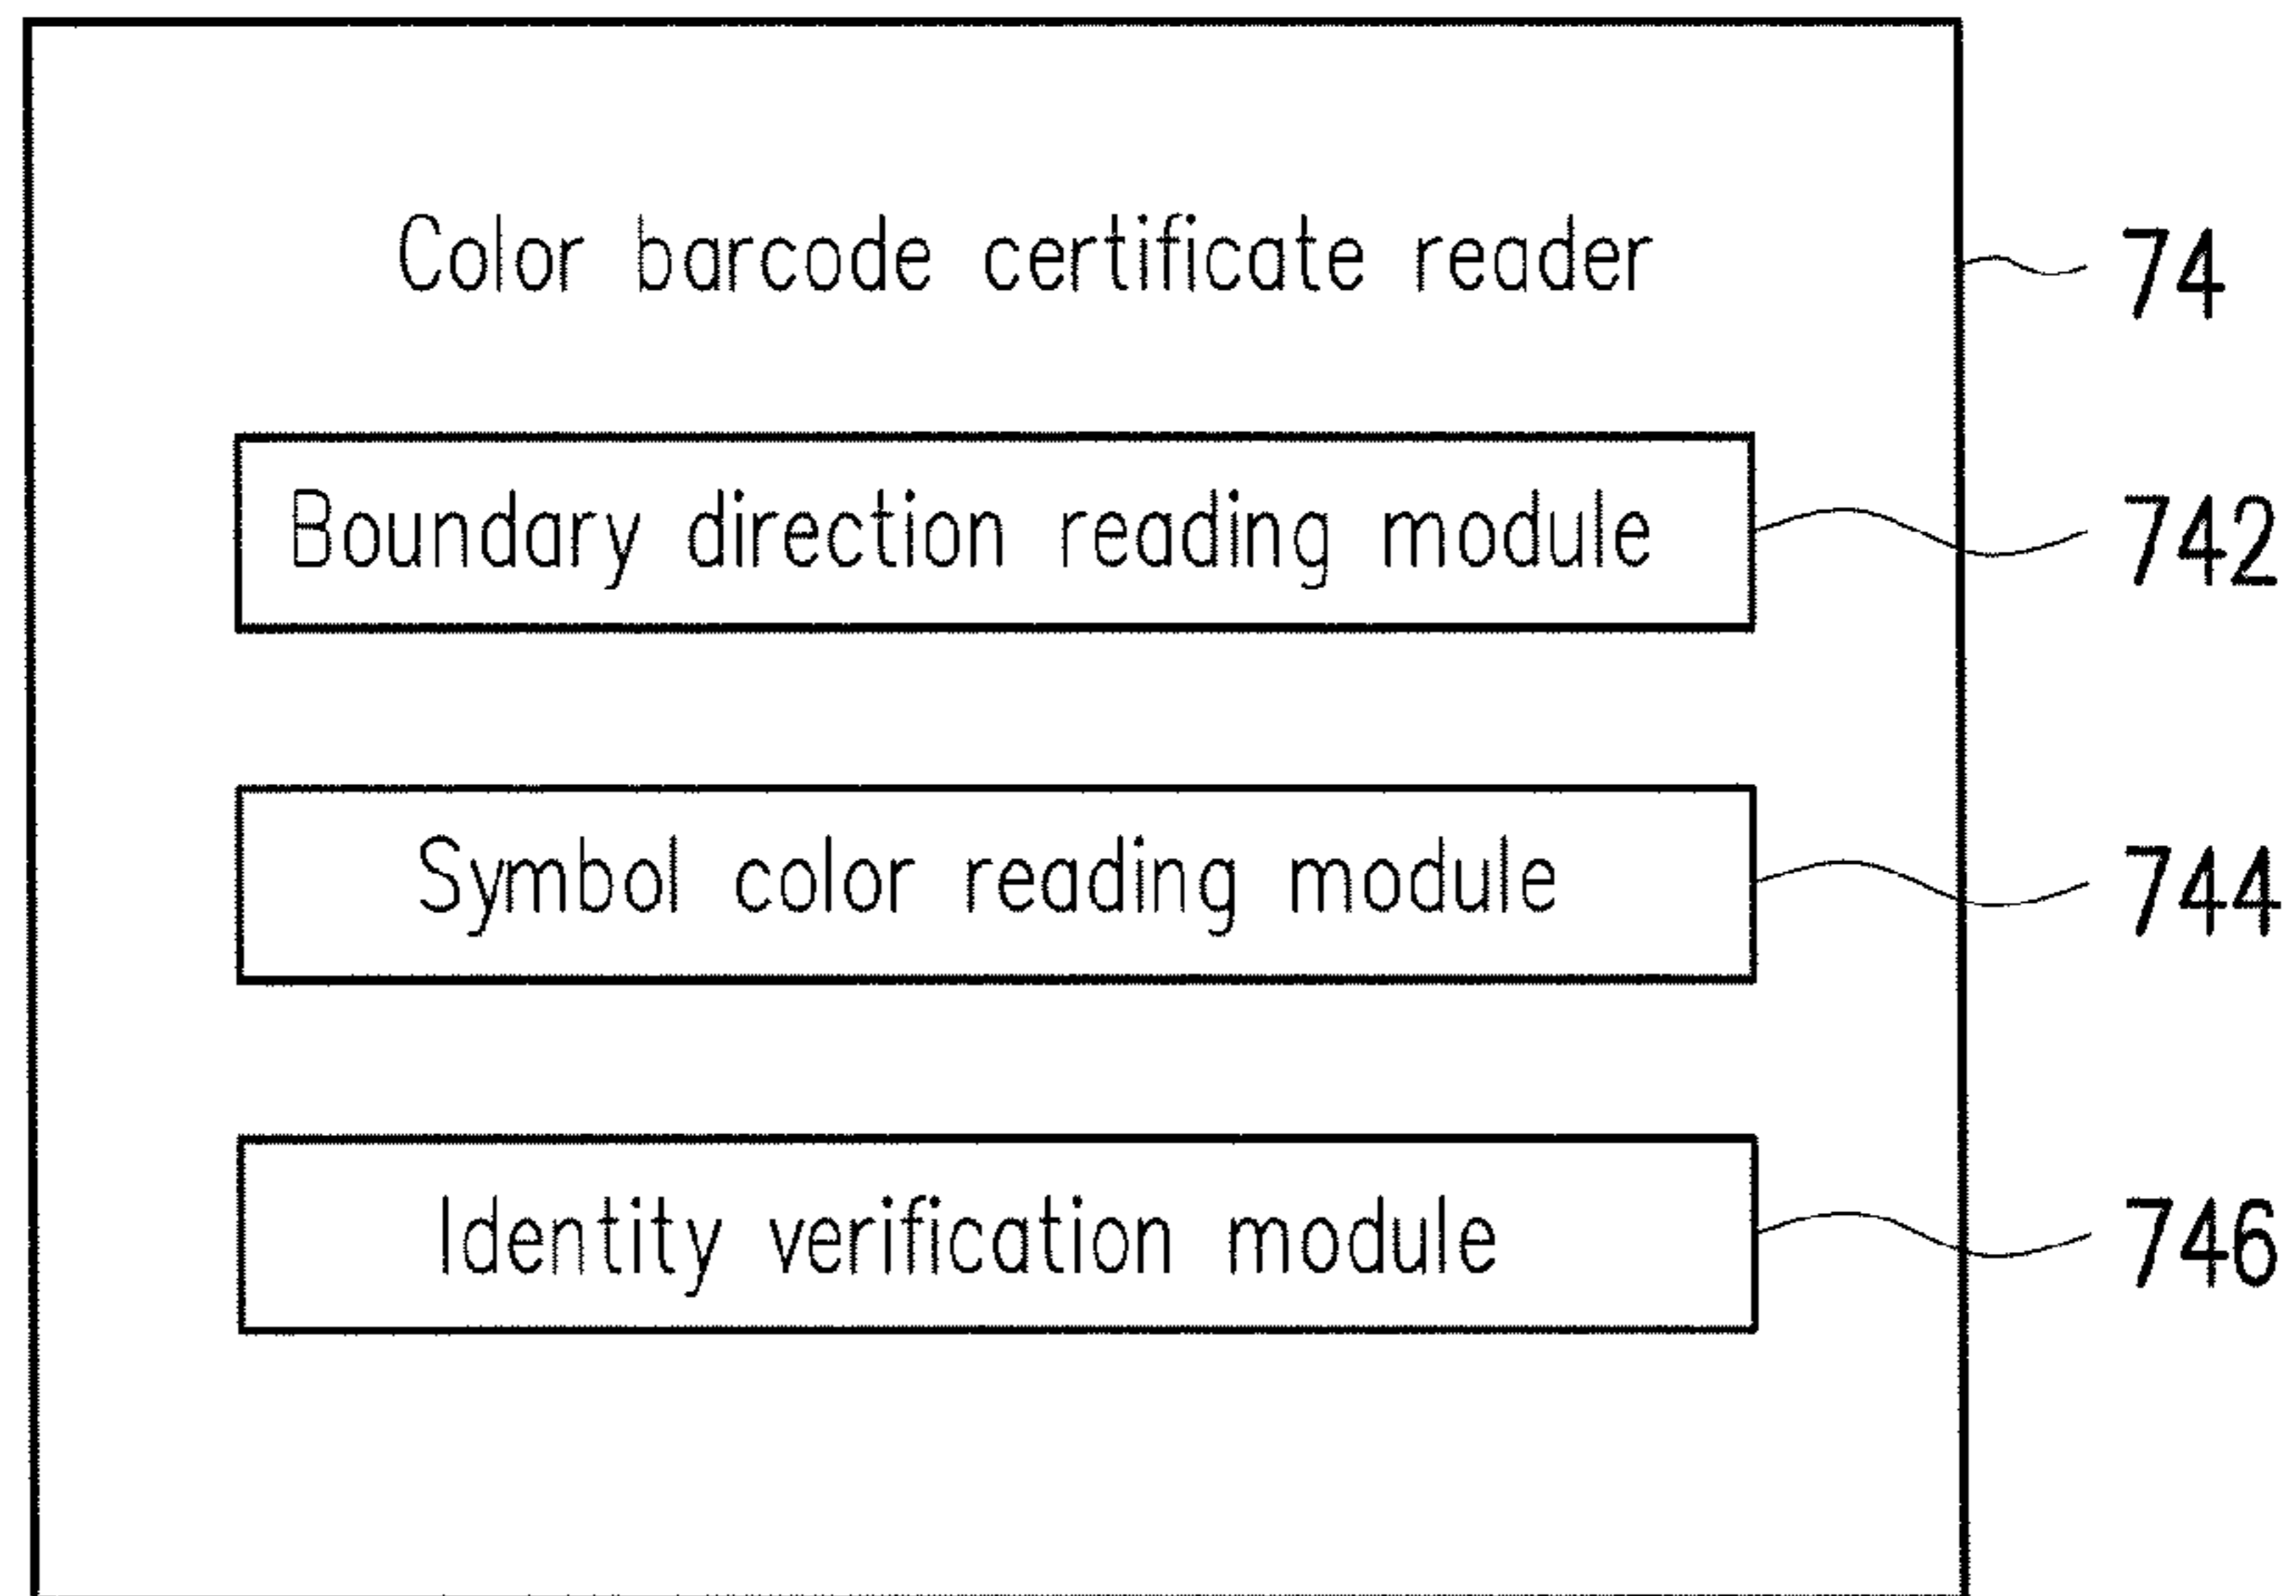 Color barcode certificate reader 74
Boundary direction reading module 742
Symbol color reading module 744
Identity verification module 746